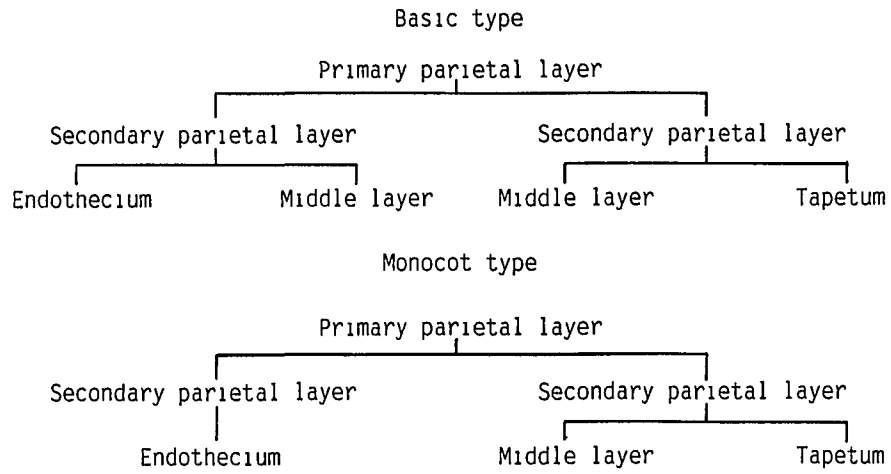 Basic type
Primary parietal layer
Secondary parietal layer Secondary parietal layer
Endothecium Middle layer Middle layer Tapetum
Monocot type
Primary parietal layer
Secondary parietal layer Secondary parietal layer
Endothecium Middle layer Tapetum